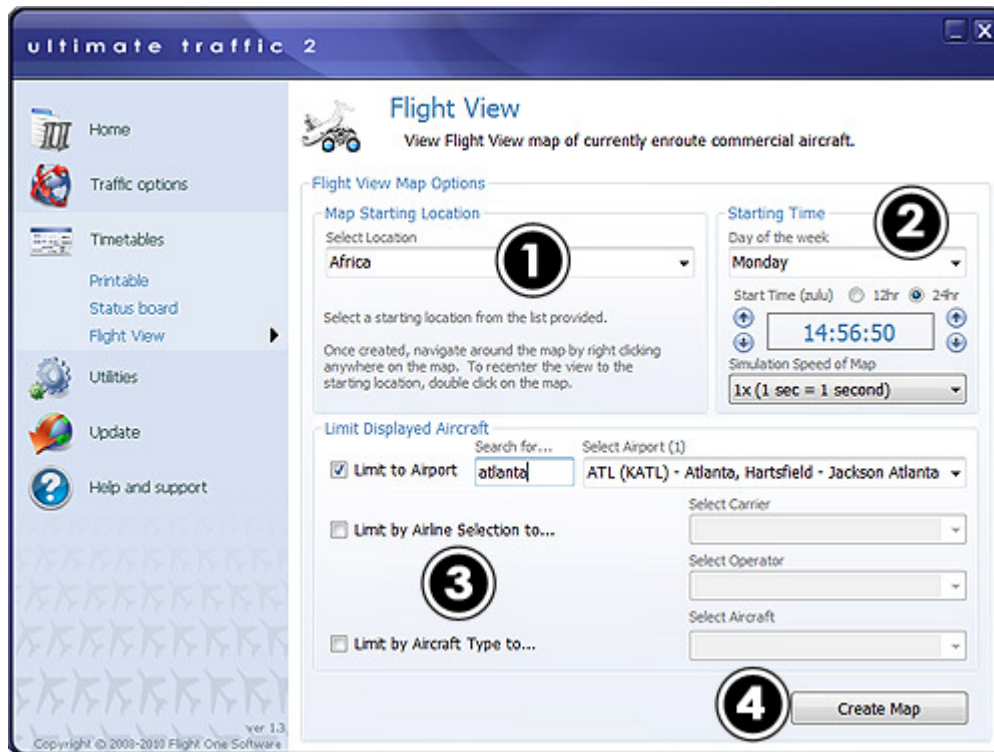 ultimate traffic 2
Home
Traffic options
Timetables
Printable
Status board
Flight View
Utilities
Update
Help and support
ver 1.3
Copyright © 2008-2010 Flight One Software
Flight View
View Flight View map of currently enroute commercial aircraft.
Flight View Map Options
Map Starting Location
Select Location
Africa
1
Select a starting location from the list provided.
Once created, navigate around the map by right clicking
anywhere on the map. To recenter the view to the
starting location, double click on the map.
Starting Time
2
Day of the week
Monday
Start Time (zulu) 12hr 24hr
14:56:50
Simulation Speed of Map
1x (1 sec = 1 second)
Limit Displayed Aircraft
Search for... Select Airport (1)
Limit to Airport atlanta ATL (KATL) - Atlanta, Hartsfield - Jackson Atlanta
Select Carrier
Limit by Airline Selection to...
Select Operator
3
Select Aircraft
Limit by Aircraft Type to...
4
Create Map